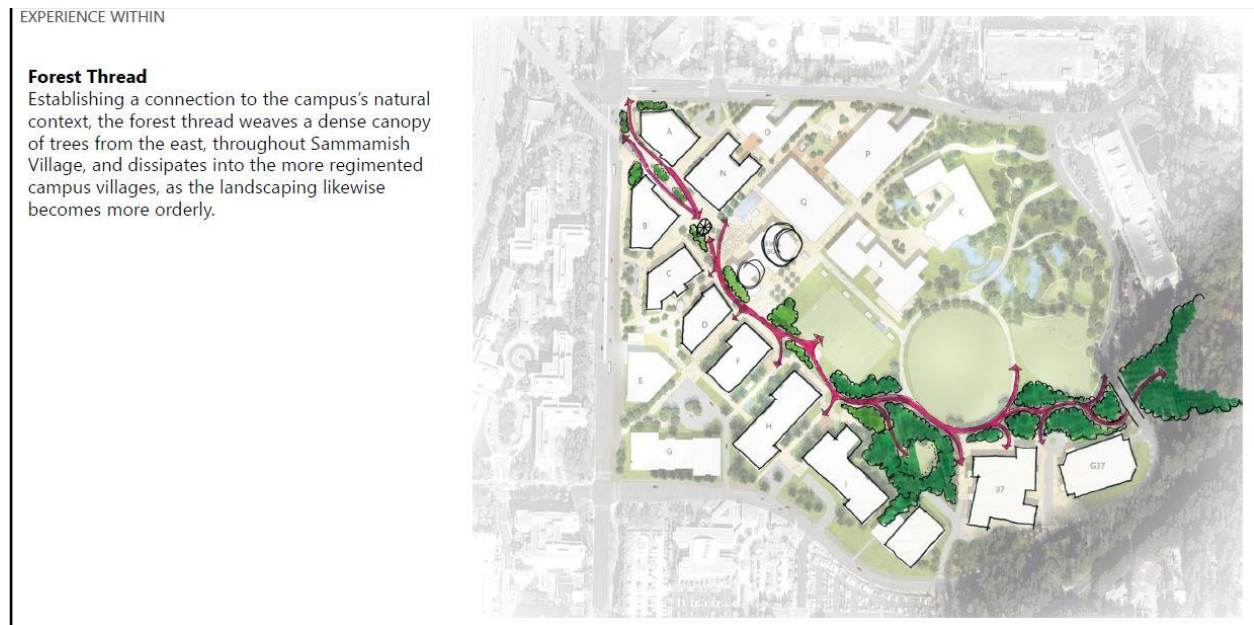 EXPERIENCE WITHIN
Forest Thread
Establishing a connection to the campus's natural
context, the forest thread weaves a dense canopy
of trees from the east, throughout Sammamish
Village, and dissipates into the more regimented
campus villages, as the landscaping likewise
becomes more orderly.
A
O
P
N
Q
K
B
J
C
D
F
E
H
G
I
37
G37